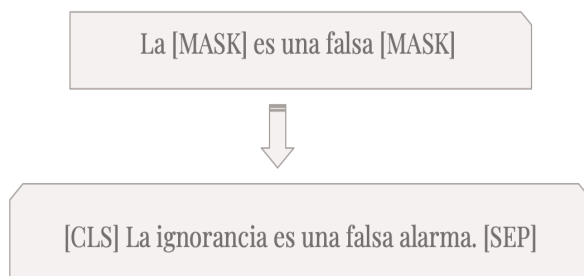 La [MASK] es una falsa [MASK]
[CLS] La ignorancia es una falsa alarma. [SEP]